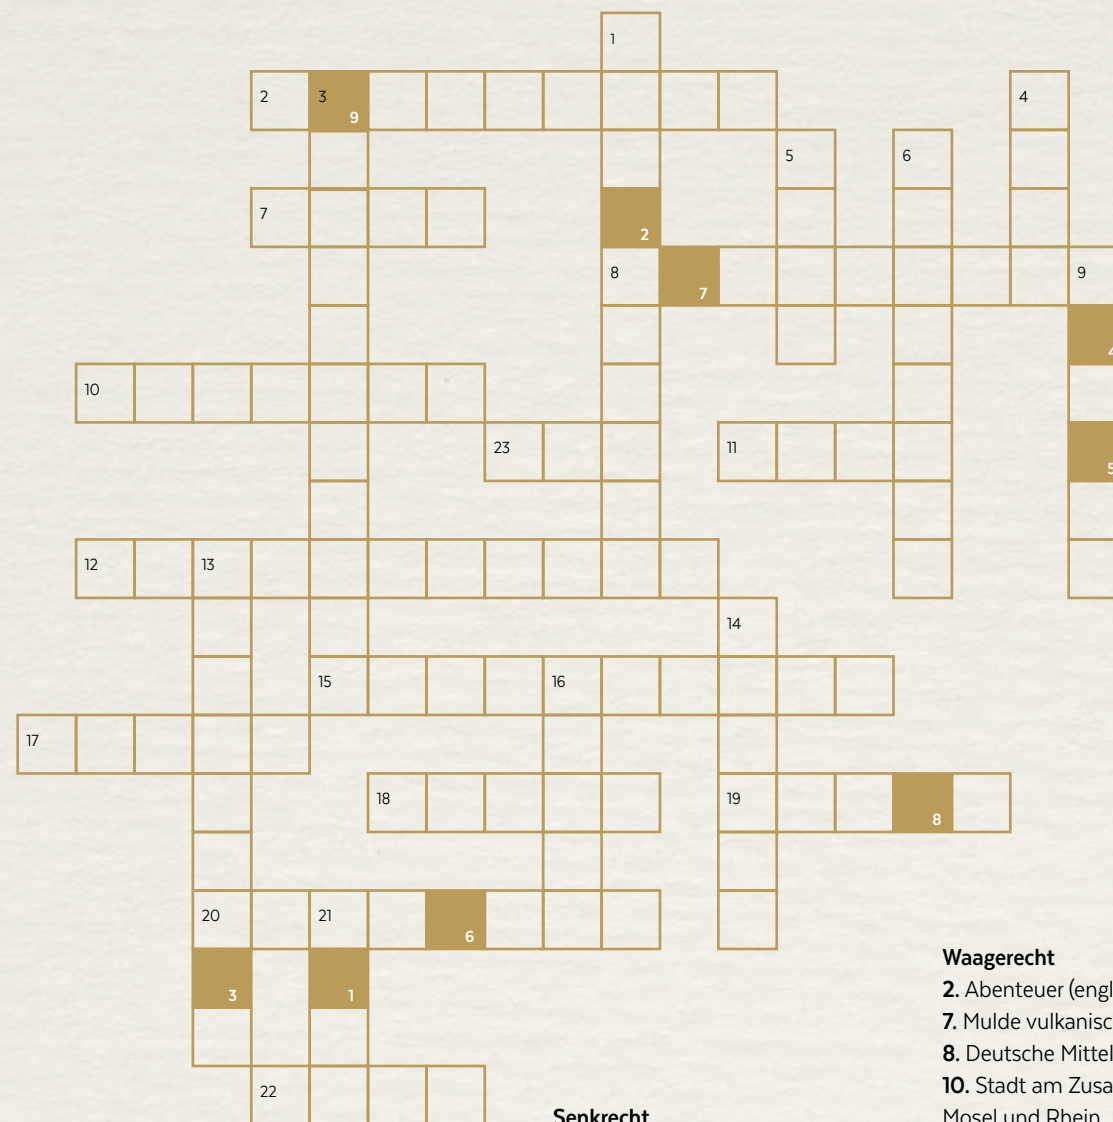 1
2 3 9 4
5 6
7 2
8 7 9
4
10
23 11 5
12 13
14
15 16
17
18 19 8
20 21 6
3 1
22
Waagerecht
2. Abenteuer (engl
7. Mulde vulkanisc
8. Deutsche Mittel
10. Stadt am Zusa
Mosel und Rhein
Senkrecht